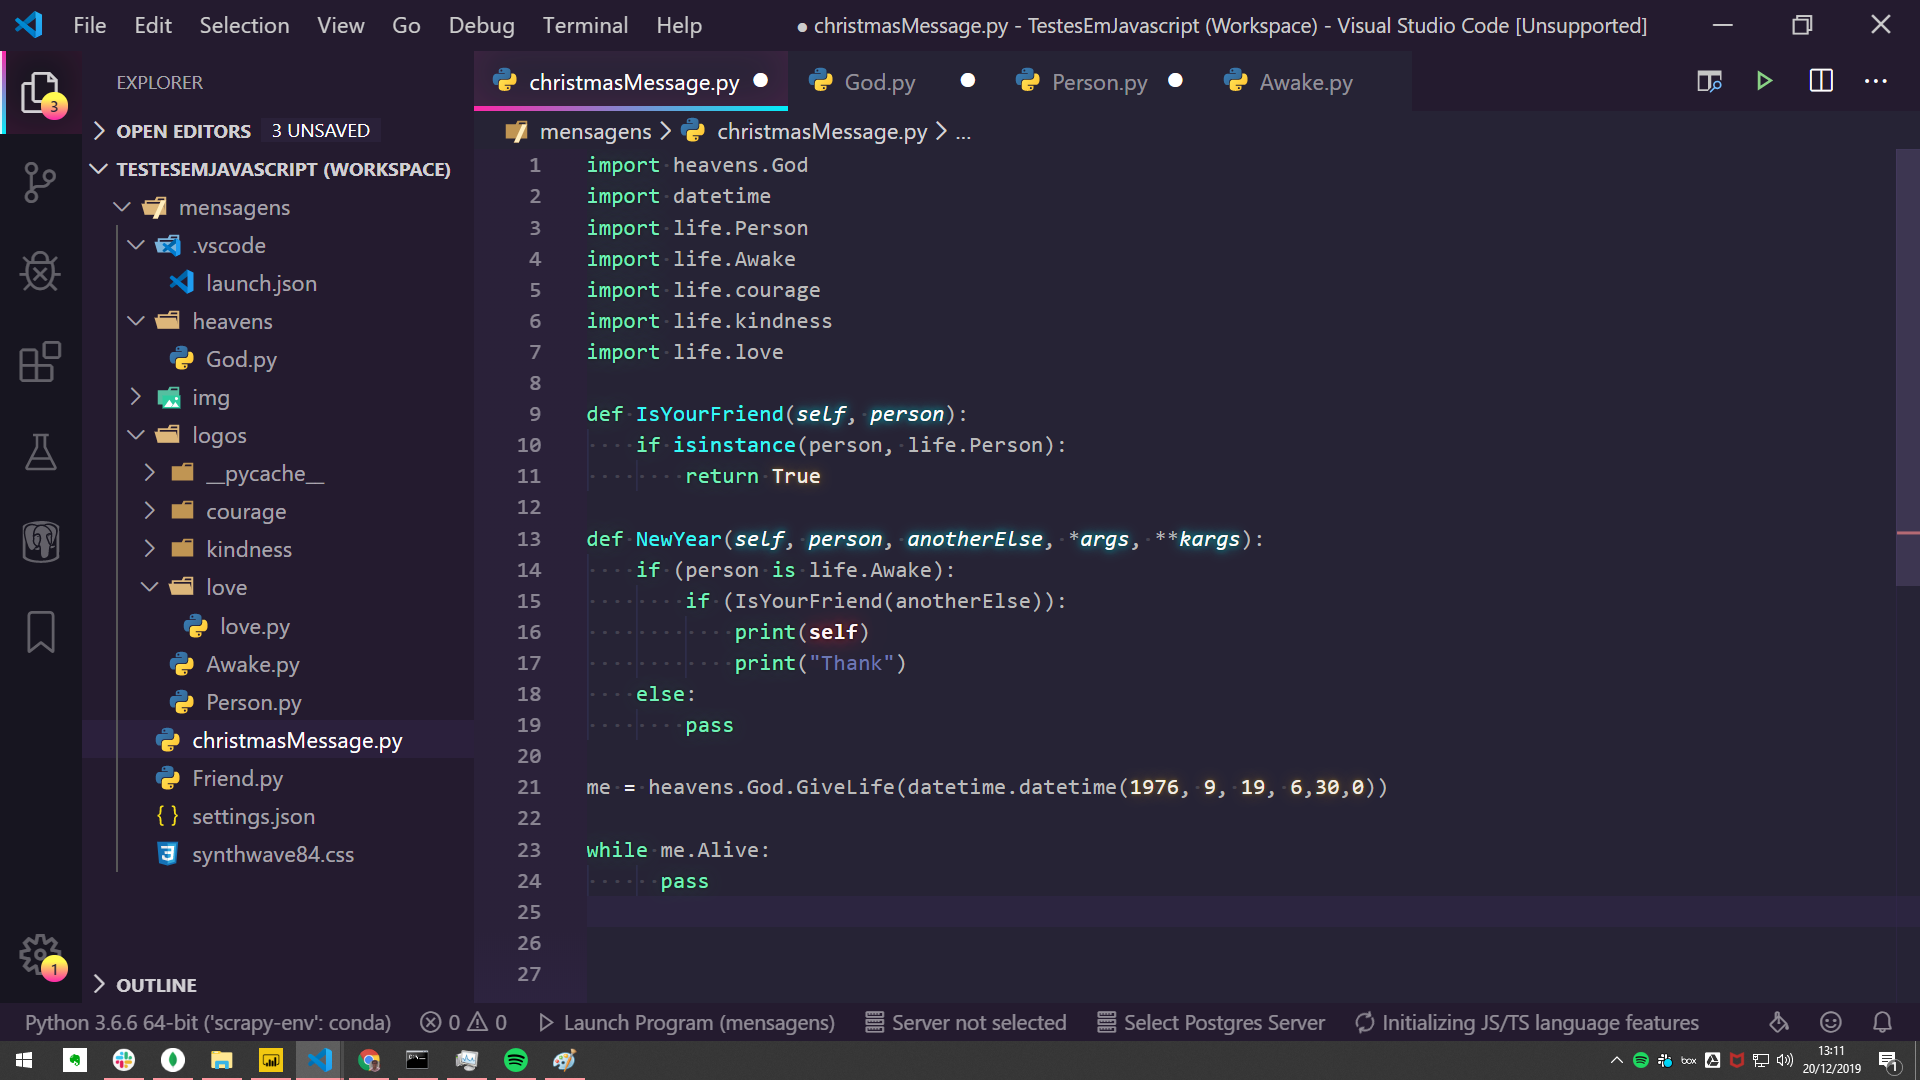 File Edit Selection View Go Debug Terminal Help ● christmasMessage.py - TestesEmJavascript (Workspace) - Visual Studio Code [Unsupported]
EXPLORER
3
OPEN EDITORS 3 UNSAVED
TESTESEMJAVASCRIPT (WORKSPACE)
mensagens
.vscode
launch.json
heavens
God.py
img
logos
__pycache__
courage
kindness
love
love.py
Awake.py
Person.py
christmasMessage.py
Friend.py
settings.json
synthwave84.css
1
OUTLINE
christmasMessage.py God.py Person.py Awake.py
mensagens > christmasMessage.py > ...
1 import heavens.God
2 import datetime
3 import life.Person
4 import life.Awake
5 import life.courage
6 import life.kindness
7 import life.love
8
9 def IsYourFriend(self, person):
10     if isinstance(person, life.Person):
11         return True
12
13 def NewYear(self, person, anotherElse, *args, **kargs):
14     if (person is life.Awake):
15         if (IsYourFriend(anotherElse)):
16             print(self)
17             print("Thank")
18     else:
19         pass
20
21 me = heavens.God.GiveLife(datetime.datetime(1976, 9, 19, 6,30,0))
22
23 while me.Alive:
24       pass
25
26
27
Python 3.6.6 64-bit ('scrapy-env': conda) 0 0 Launch Program (mensagens) Server not selected Select Postgres Server Initializing JS/TS language features
box
13:11
20/12/2019
1